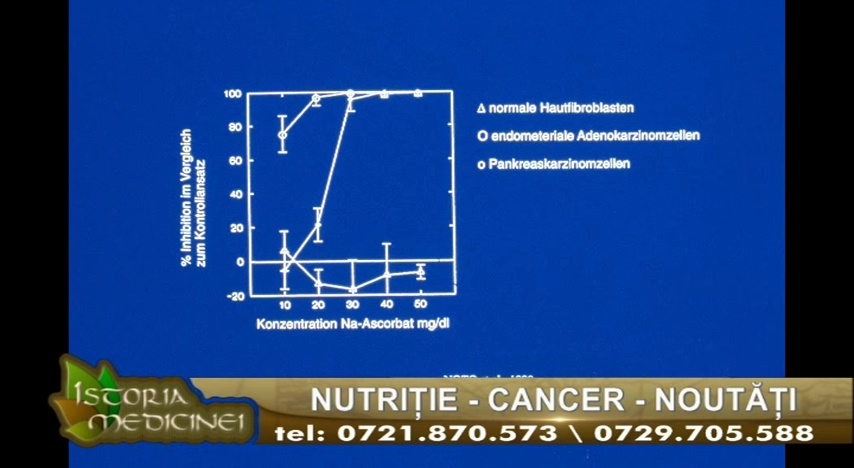 100
80
60
40
20
0
-20
10 20 30 40 50
% Inhibition im Vergleich
zum Kontrollansatz
Konzentration Na-Ascorbat mg/dl
Δ normale Hautfibroblasten
O endometeriale Adenokarzinomzellen
o Pankreaskarzinomzellen
ISTORIA
MEDICINEI
NUTRIȚIE - CANCER - NOUTĂȚI
tel: 0721.870.573 \ 0729.705.588